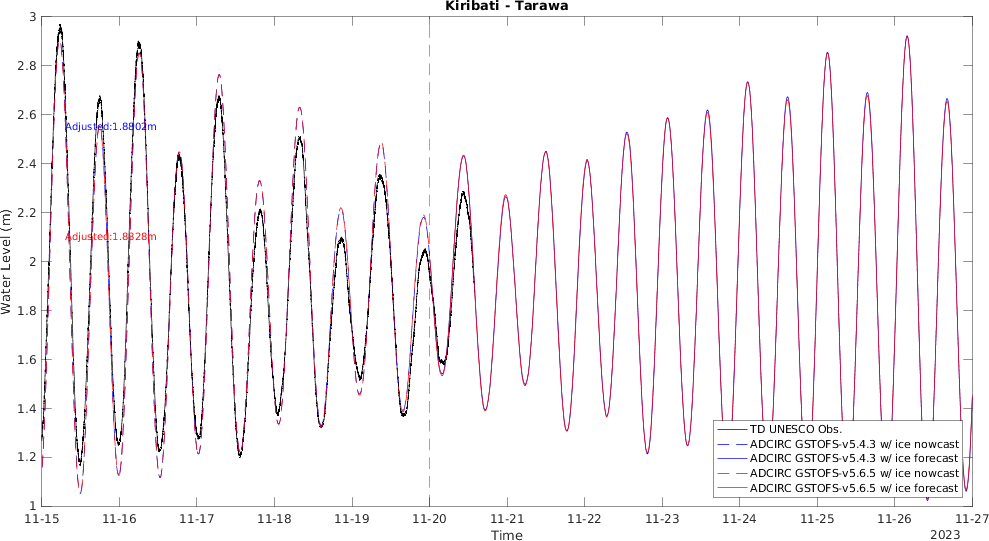 Kiribati - Tarawa
3
2.8
2.6
2.4
2.2
2
1.8
1.6
1.4
1.2
1
Water Level (m)
Adjusted:1.8802m
Adjusted:1.8328m
TD UNESCO Obs.
ADCIRC GSTOFS-v5.4.3 w/ ice nowcast
ADCIRC GSTOFS-v5.4.3 w/ ice forecast
ADCIRC GSTOFS-v5.6.5 w/ ice nowcast
ADCIRC GSTOFS-v5.6.5 w/ ice forecast
11-15 11-16 11-17 11-18 11-19 11-20 11-21 11-22 11-23 11-24 11-25 11-26 11-27
Time
2023